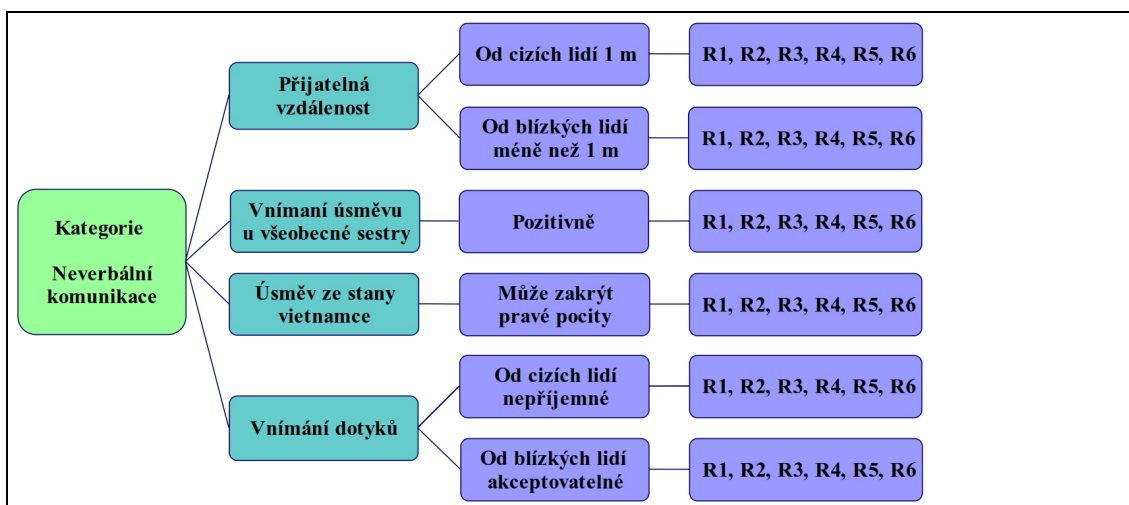 Kategorie
Neverbální
komunikace
Přijatelná
vzdálenost
Od cizích lidí 1 m
R1, R2, R3, R4, R5, R6
Od blízkých lidí
méně než 1 m
R1, R2, R3, R4, R5, R6
Vnímaní úsměvu
u všeobecné sestry
Pozitivně
R1, R2, R3, R4, R5, R6
Úsměv ze stany
vietnamce
Může zakrýt
pravé pocity
R1, R2, R3, R4, R5, R6
Vnímání dotyků
Od cizích lidí
nepříjemné
R1, R2, R3, R4, R5, R6
Od blízkých lidí
akceptovatelné
R1, R2, R3, R4, R5, R6